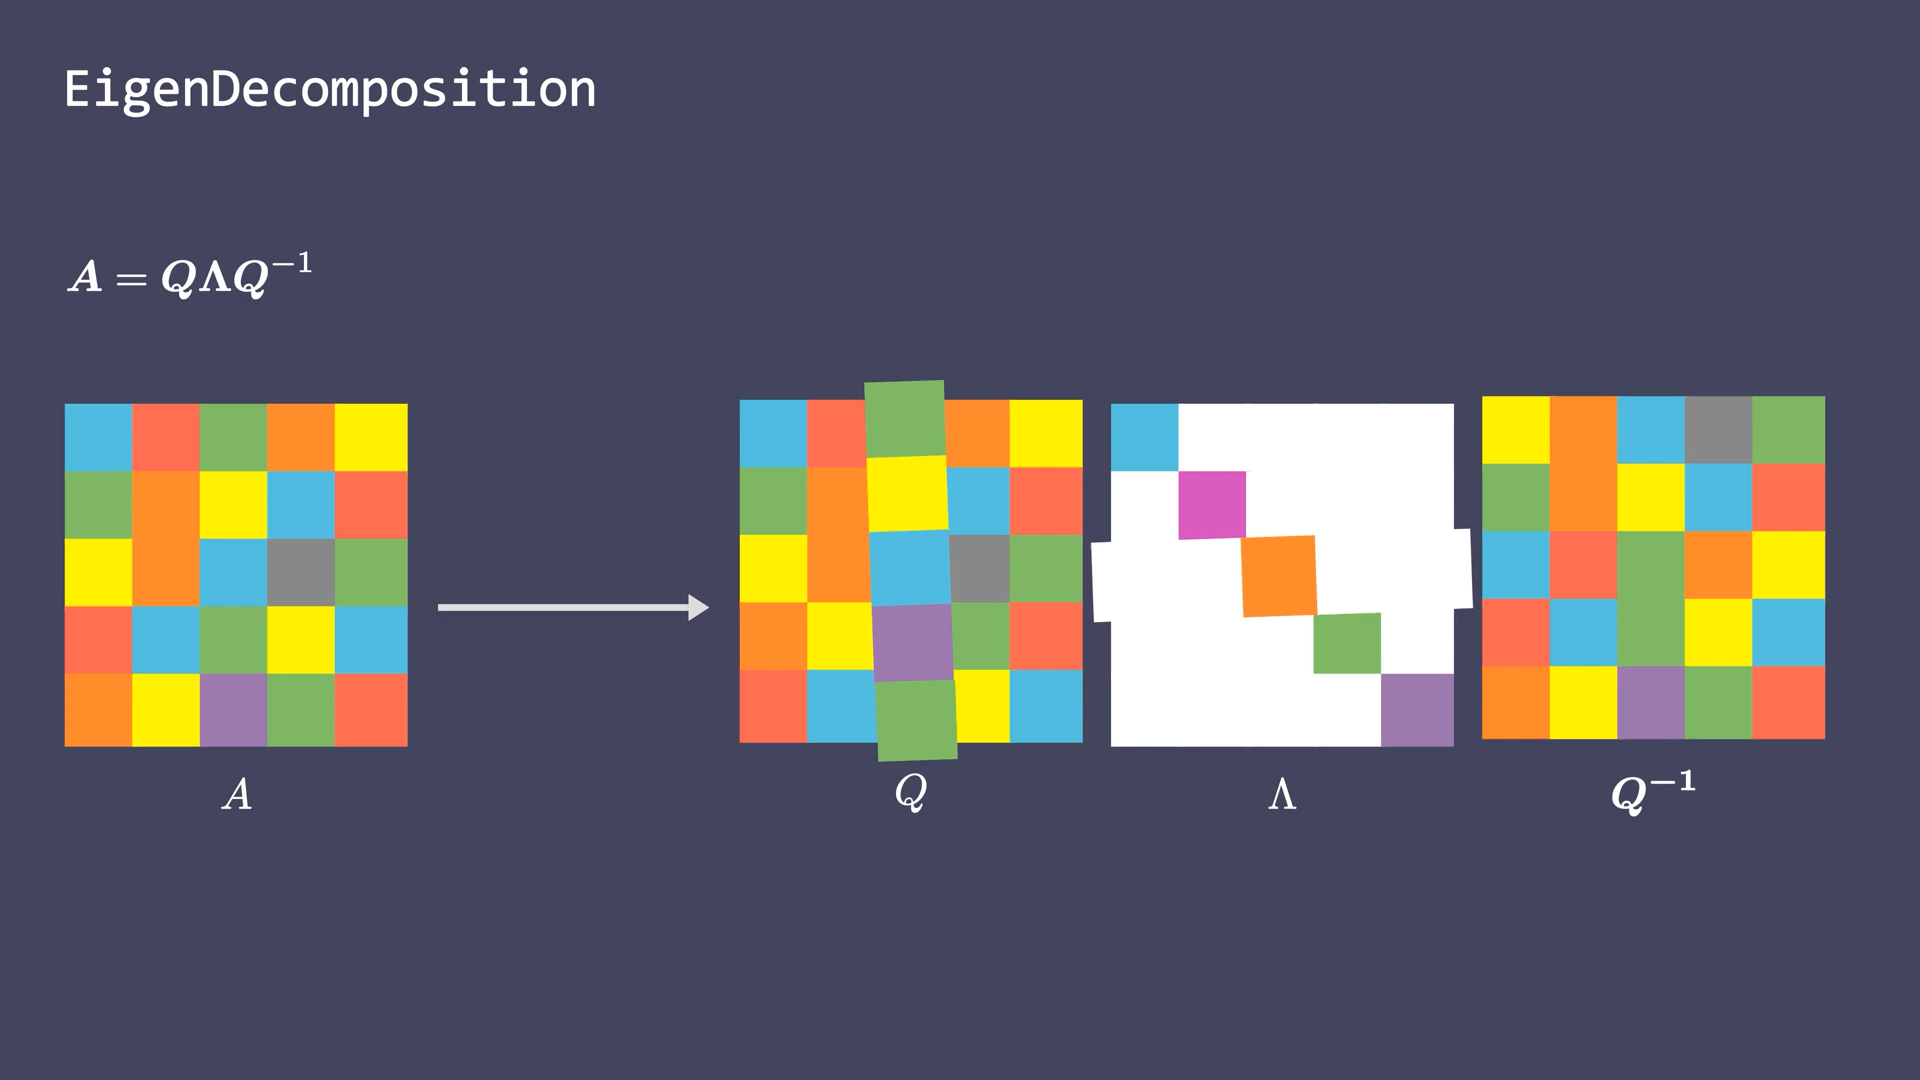 EigenDecomposition
A = QΛQ⁻¹
A
Q
Λ
Q⁻¹